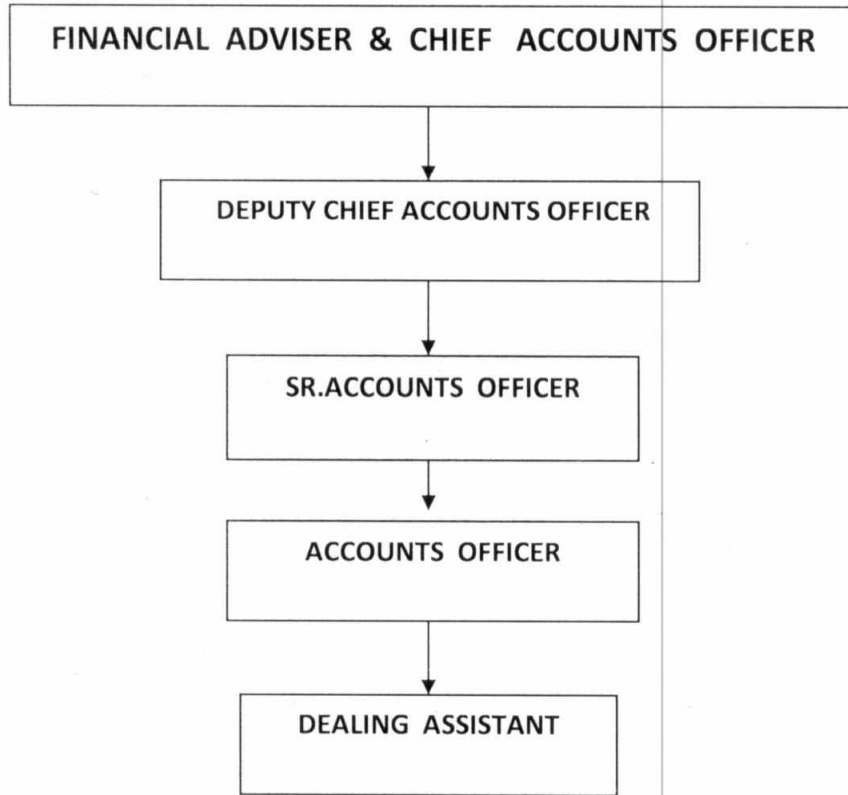 FINANCIAL ADVISER & CHIEF ACCOUNTS OFFICER
DEPUTY CHIEF ACCOUNTS OFFICER
SR.ACCOUNTS OFFICER
ACCOUNTS OFFICER
DEALING ASSISTANT